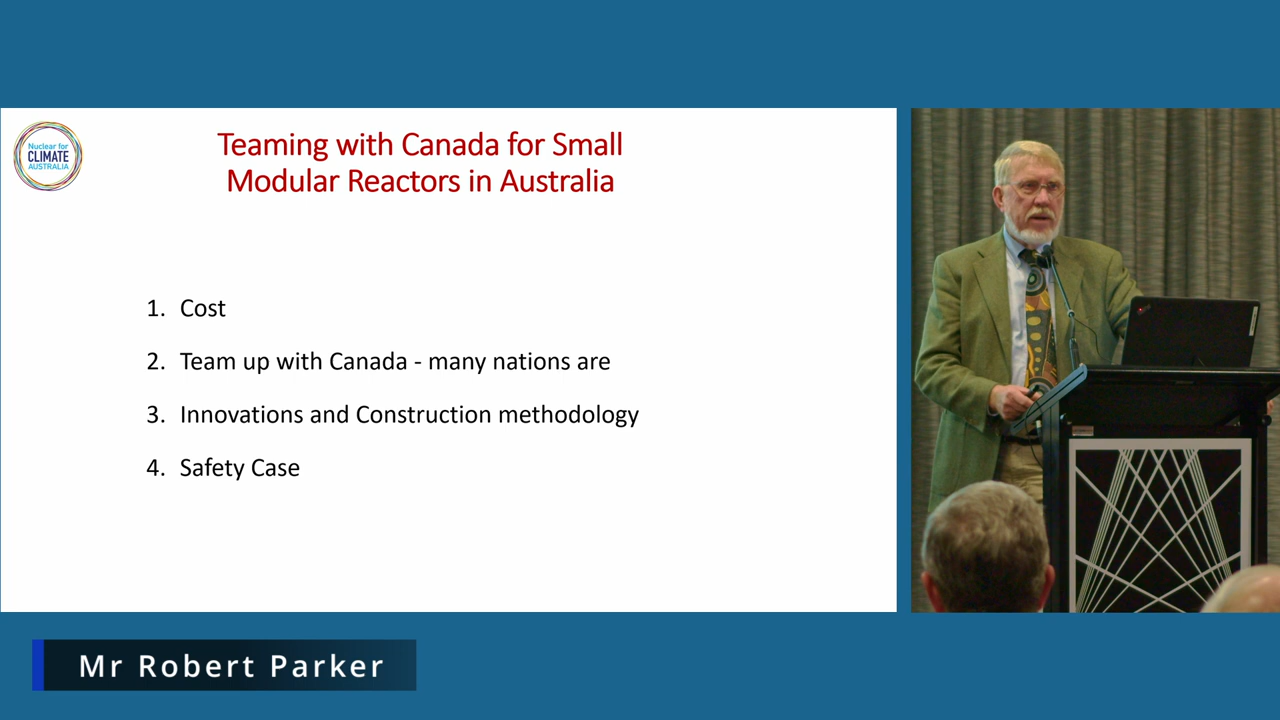 Nuclear for
CLIMATE
AUSTRALIA
Teaming with Canada for Small
Modular Reactors in Australia
1. Cost
2. Team up with Canada - many nations are
3. Innovations and Construction methodology
4. Safety Case
Mr Robert Parker